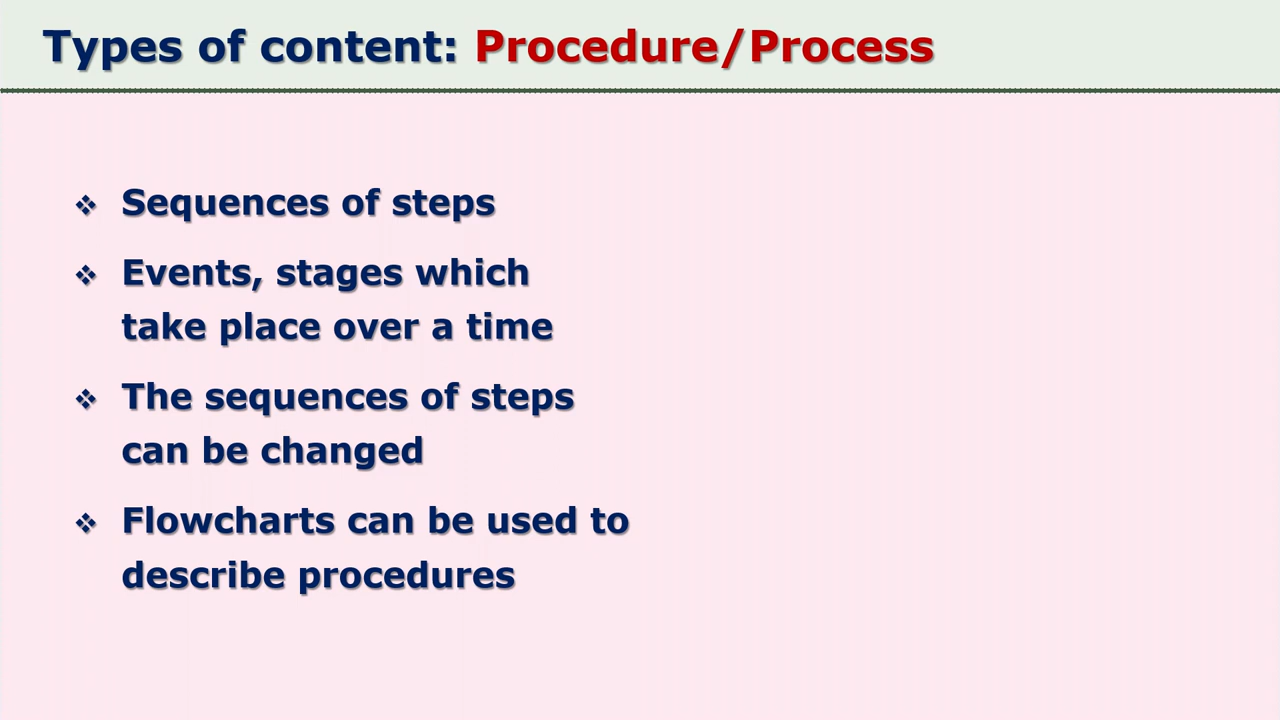 Types of content: Procedure/Process
❖ Sequences of steps
❖ Events, stages which
take place over a time
❖ The sequences of steps
can be changed
❖ Flowcharts can be used to
describe procedures